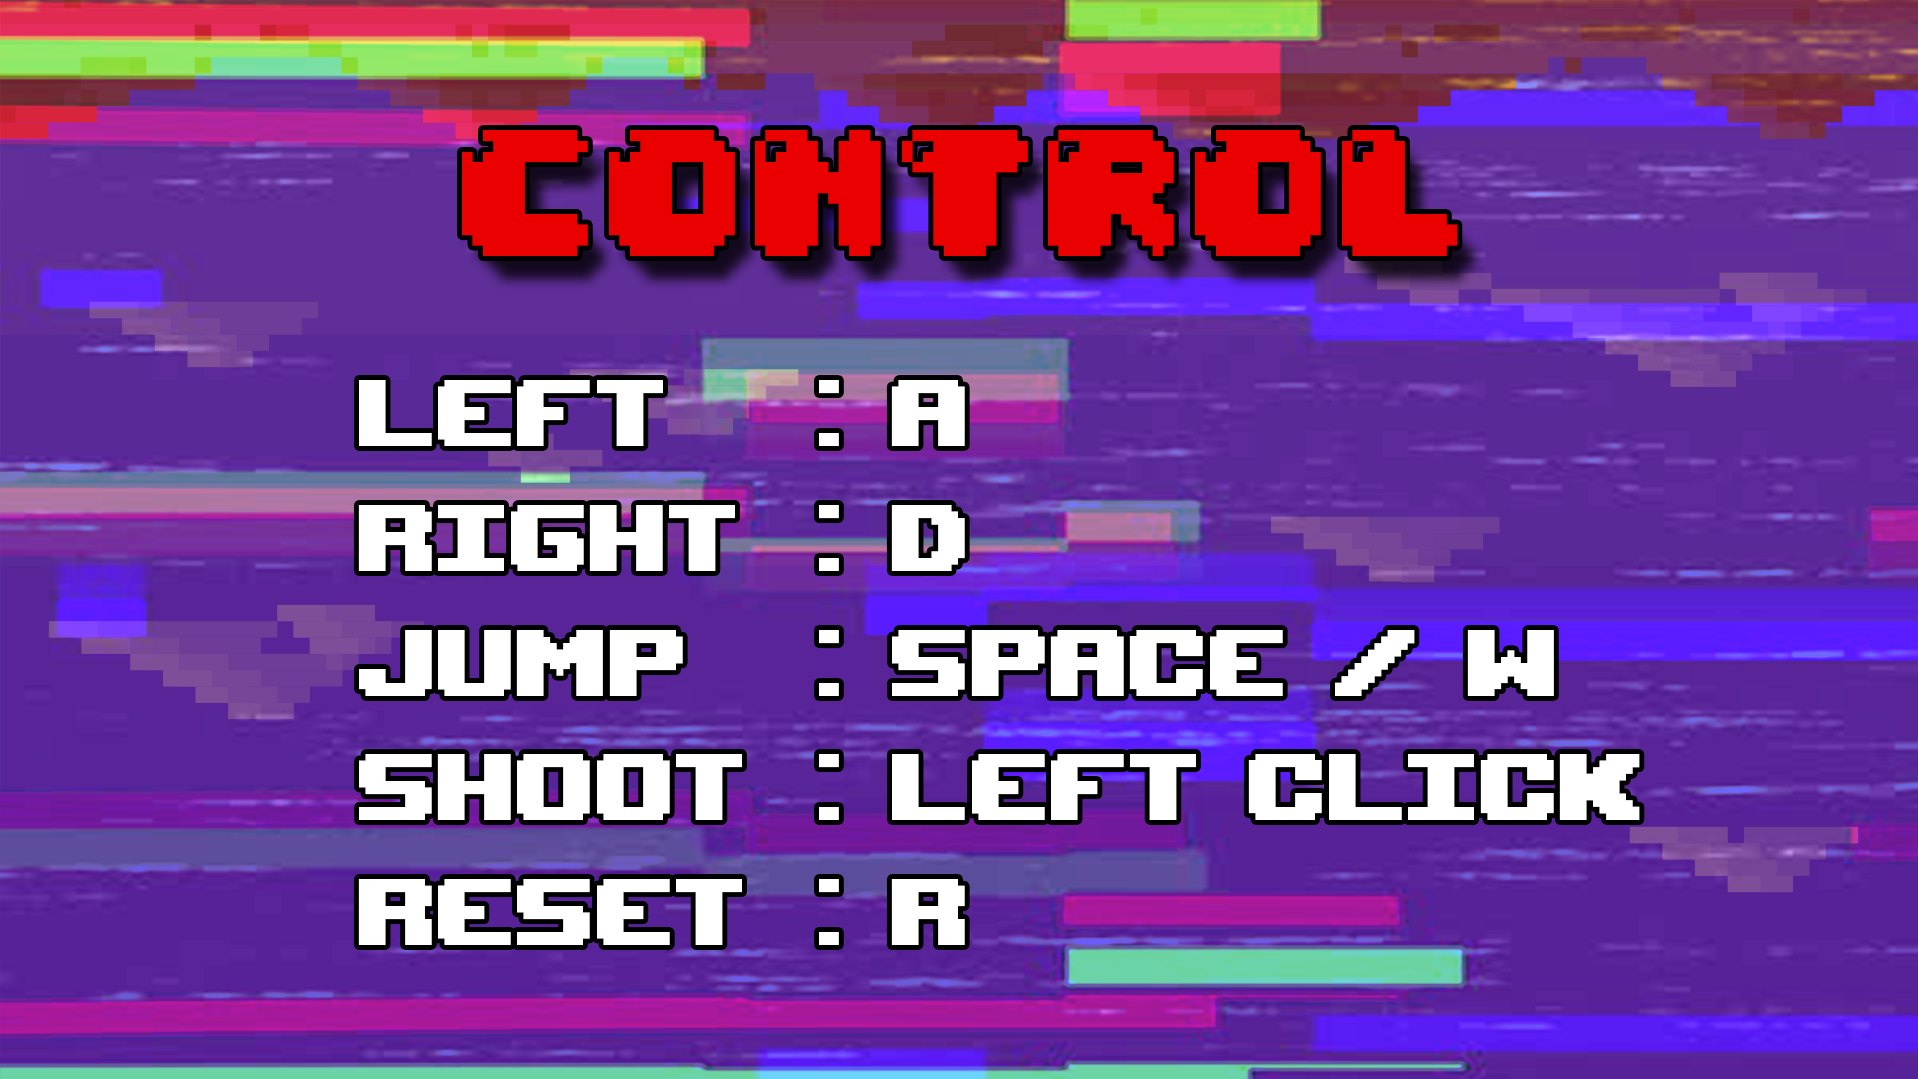 CONTROL
LEFT : A
RIGHT : D
JUMP : SPACE / W
SHOOT : LEFT CLICK
RESET : R